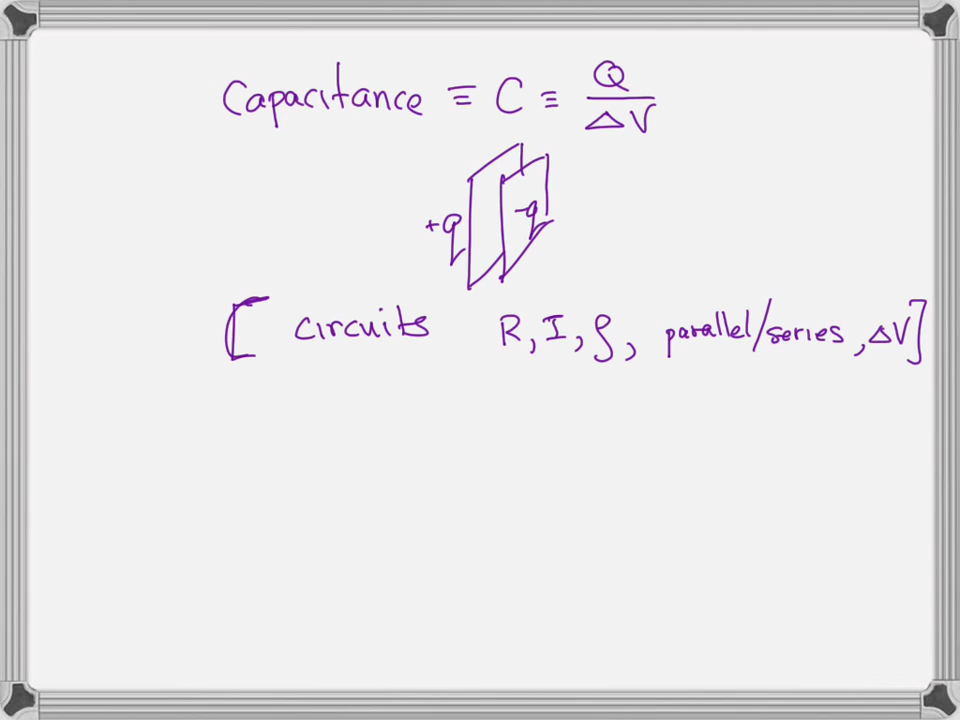 Capacitance ≡ C ≡ Q/ΔV
+q -q
[ circuits R, I, ρ, parallel/series, ΔV]